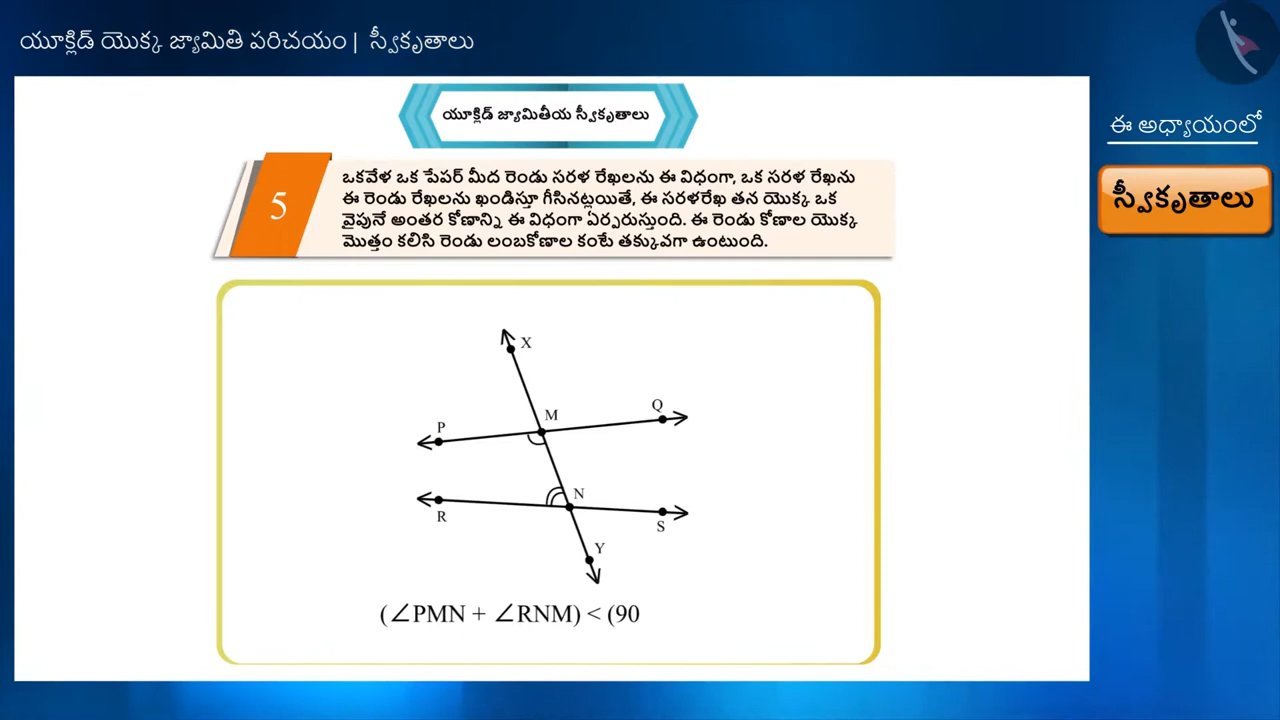 యూక్లిడ్ యొక్క జ్యామితి పరిచయం | స్వీకృతాలు
ఈ అధ్యాయంలో
స్వీకృతాలు
యూక్లిడ్ జ్యామితీయ స్వీకృతాలు
5
ఒకవేళ ఒక పేపర్ మీద రెండు సరళ రేఖలను ఈ విధంగా, ఒక సరళ రేఖను
ఈ రెండు రేఖలను ఖండిస్తూ గీసినట్లయితే, ఈ సరళరేఖ తన యొక్క ఒక
వైపునే అంతర కోణాన్ని ఈ విధంగా ఏర్పరుస్తుంది. ఈ రెండు కోణాల యొక్క
మొత్తం కలిసి రెండు లంబకోణాల కంటే తక్కువగా ఉంటుంది.
X
Q
M
P
N
R
S
Y
(∠PMN + ∠RNM) < (90